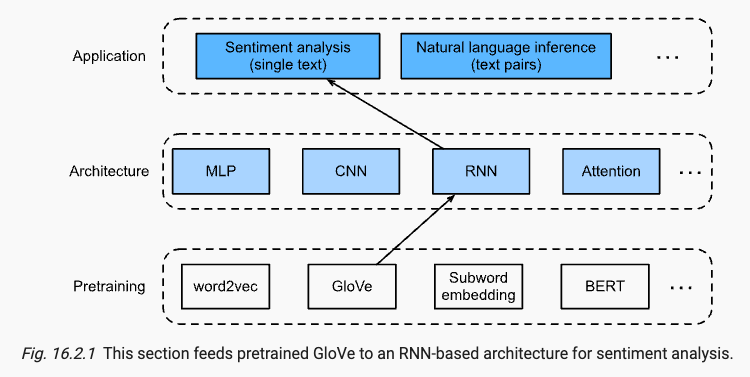 Application
Sentiment analysis
(single text)
Natural language inference
(text pairs)
...
Architecture
MLP
CNN
RNN
Attention
...
Pretraining
word2vec
GloVe
Subword
embedding
BERT
...
Fig. 16.2.1 This section feeds pretrained GloVe to an RNN-based architecture for sentiment analysis.